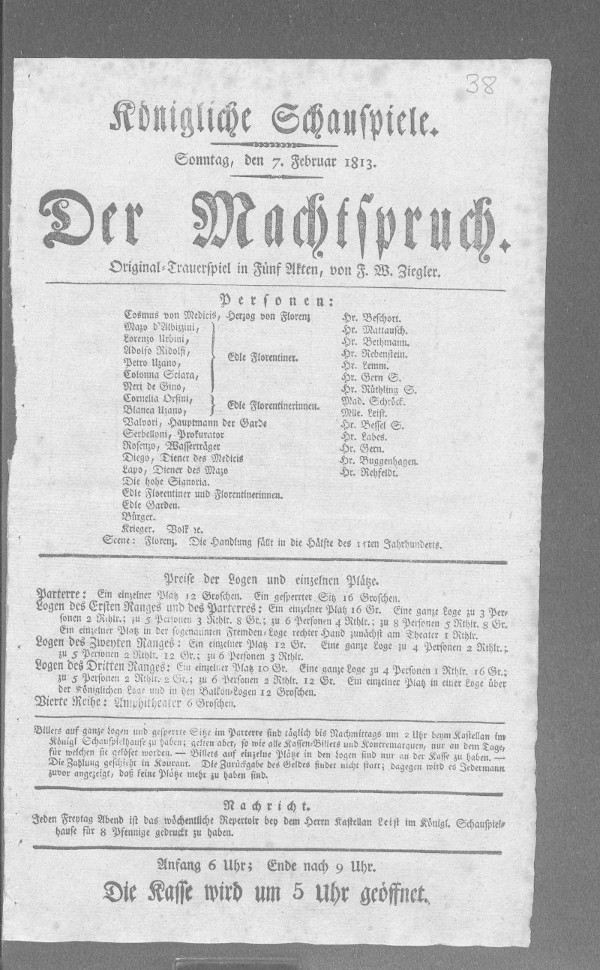 38
Königliche Schauspiele.
Sonntag, den 7. Februar 1813.
Der Machtspruch.
Original-Trauerspiel in Fünf Akten, von F. W. Ziegler.
Personen:
Cosmus von Medicis, Herzog von Florenz Hr. Beschort.
Mazo d'Albizzini, Hr. Mattausch.
Lorenzo Urbini, Hr. Bethmann.
Adolfo Ridolfi, Edle Florentiner. Hr. Rebenstein.
Petro Uzano, Hr. Lemm.
Colonna Sciara, Hr. Gern S.
Neri de Gino, Hr. Rüthling S.
Cornelia Orsini, Edle Florentinerinnen. Mad. Schröck.
Blanca Uzano, Mlle. Leist.
Valvori, Hauptmann der Garde Hr. Bessel S.
Serbelloni, Prokurator Hr. Labes.
Rosenzo, Wasserträger Hr. Gern.
Diego, Diener des Medicis Hr. Buggenhagen.
Lapo, Diener des Mazo Hr. Rehfeldt.
Die hohe Signoria.
Edle Florentiner und Florentinerinnen.
Edle Garden.
Bürger.
Krieger. Volk ꝛc.
Scene: Florenz. Die Handlung fällt in die Hälfte des 15ten Jahrhunderts.
Preise der Logen und einzelnen Plätze.
Parterre: Ein einzelner Platz 12 Groschen. Ein gesperrter Sitz 16 Groschen.
Logen des Ersten Ranges und des Parterres: Ein einzelner Platz 16 Gr. Eine ganze Loge zu 3 Per-
sonen 2 Rthlr.; zu 5 Personen 3 Rthlr. 8 Gr.; zu 6 Personen 4 Rthlr.; zu 8 Personen 5 Rthlr. 8 Gr.
Ein einzelner Platz in der sogenannten Fremden-Loge rechter Hand zunächst am Theater 1 Rthlr.
Logen des Zweyten Ranges: Ein einzelner Platz 12 Gr. Eine ganze Loge zu 4 Personen 2 Rthlr.;
zu 5 Personen 2 Rthlr. 12 Gr.; zu 6 Personen 3 Rthlr.
Logen des Dritten Ranges: Ein einzelner Platz 10 Gr. Eine ganze Loge zu 4 Personen 1 Rthlr. 16 Gr.;
zu 5 Personen 2 Rthlr. 2 Gr.; zu 6 Personen 2 Rthlr. 12 Gr. Ein einzelner Platz in einer Loge über
der Königlichen Loge und in den Balkon-Logen 12 Groschen.
Vierte Reihe: Amphitheater 6 Groschen.
Billets auf ganze Logen und gesperrte Sitze im Parterre sind täglich bis Nachmittags um 2 Uhr beym Kastellan im
Königl. Schauspielhause zu haben; gelten aber, so wie alle Kassen-Billets und Kontremarquen, nur an dem Tage,
für welchen sie gelöset worden. — Billets auf einzelne Plätze in den Logen sind nur an der Kasse zu haben. —
Die Zahlung geschieht in Kourant. Die Zurückgabe des Geldes findet nicht statt; dagegen wird es Jedermann
zuvor angezeigt, daß keine Plätze mehr zu haben sind.
Nachricht.
Jeden Freytag Abend ist das wöchentliche Repertoir bey dem Herrn Kastellan Leist im Königl. Schauspiel-
hause für 8 Pfennige gedruckt zu haben.
Anfang 6 Uhr; Ende nach 9 Uhr.
Die Kasse wird um 5 Uhr geöffnet.